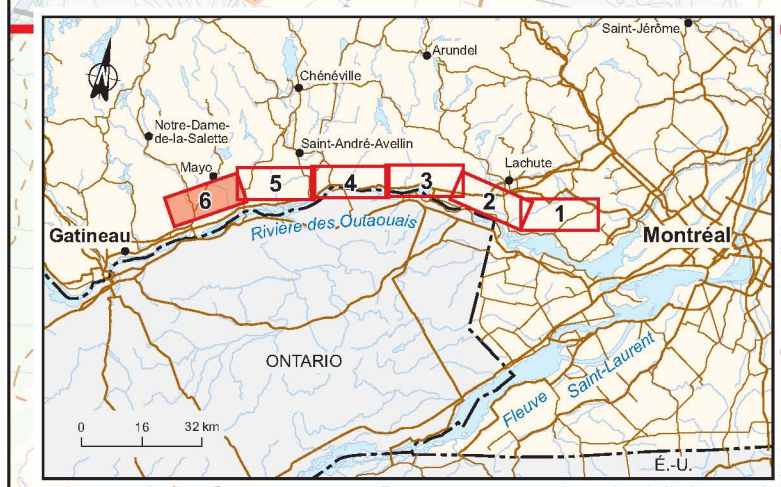 Saint-Jérôme
Arundel
Chénéville
Notre-Dame-
de-la-Salette
Saint-André-Avellin
Mayo
Lachute
6
5
4
3
2
1
Gatineau
Rivière des Outaouais
Montréal
ONTARIO
Fleuve Saint-Laurent
0 16 32 km
É.-U.
N